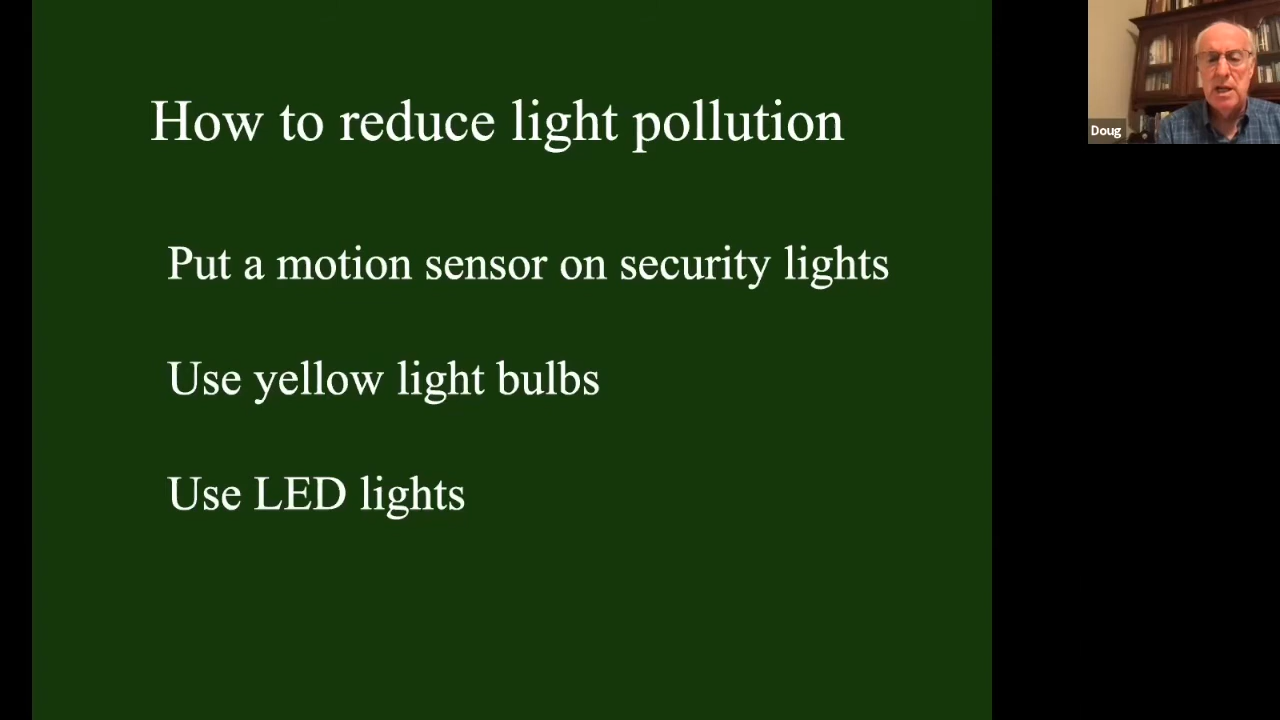 How to reduce light pollution
Put a motion sensor on security lights
Use yellow light bulbs
Use LED lights
Doug